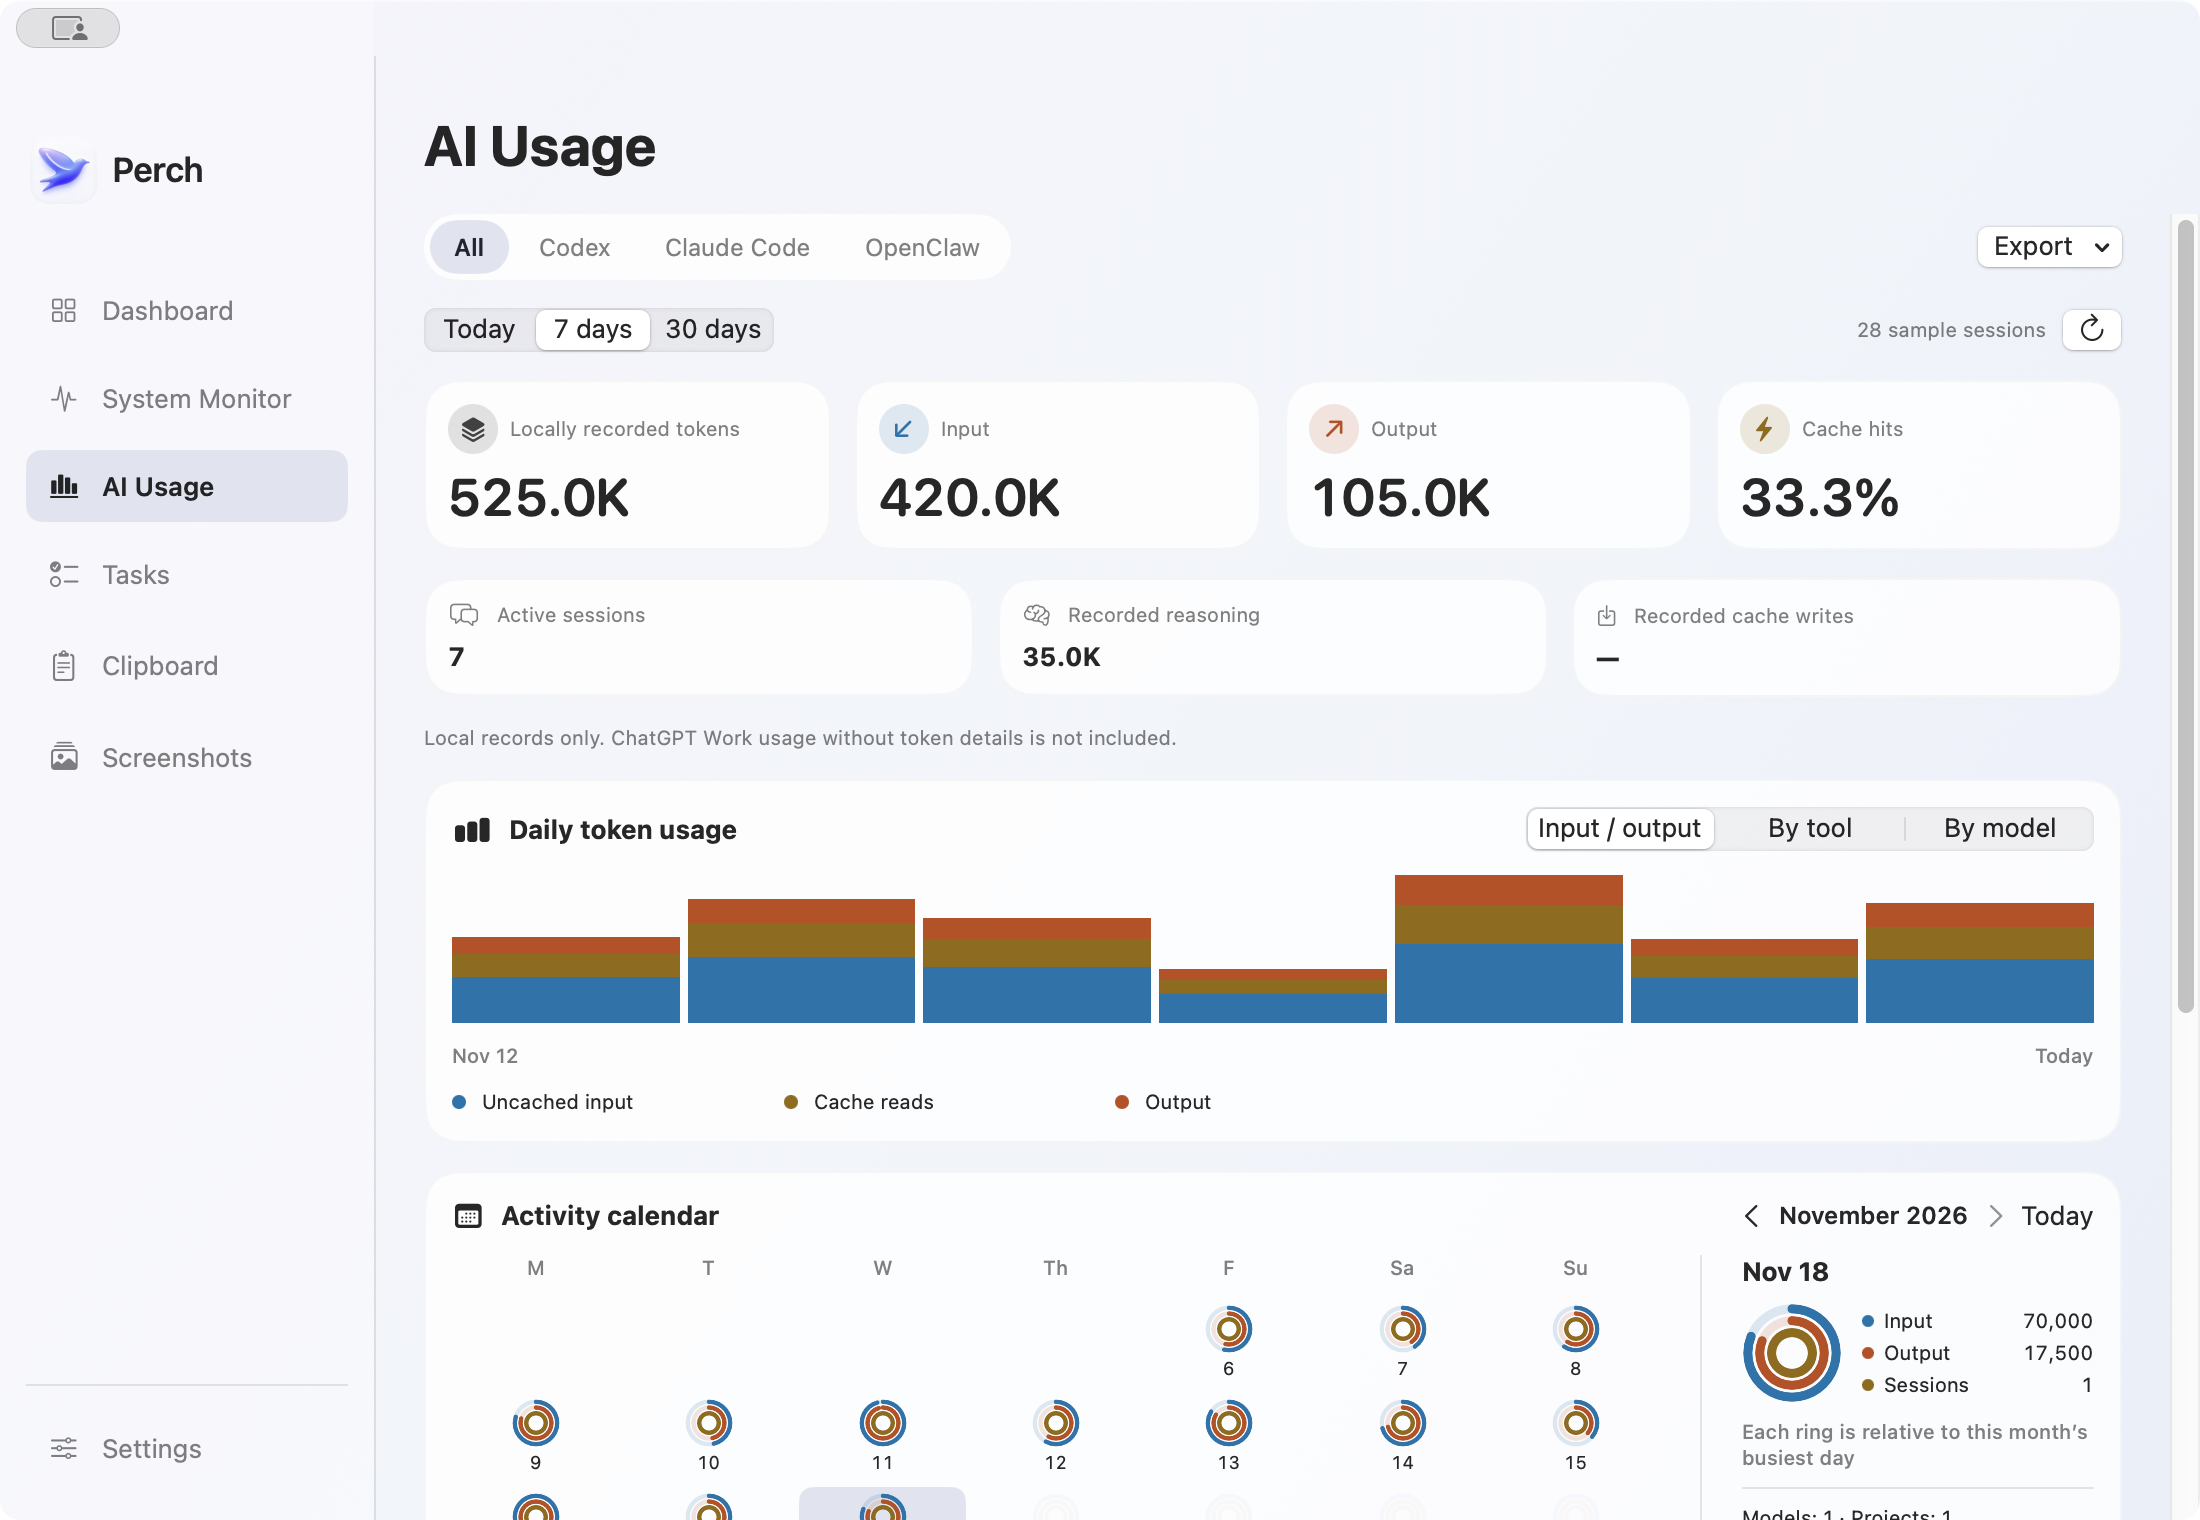 Perch
Dashboard
System Monitor
AI Usage
Tasks
Clipboard
Screenshots
Settings
AI Usage
All Codex Claude Code OpenClaw
Export
Today 7 days 30 days
28 sample sessions
Locally recorded tokens
525.0K
Input
420.0K
Output
105.0K
Cache hits
33.3%
Active sessions
7
Recorded reasoning
35.0K
Recorded cache writes
—
Local records only. ChatGPT Work usage without token details is not included.
Daily token usage
Input / output By tool By model
Nov 12 Today
Uncached input Cache reads Output
Activity calendar
November 2026 Today
M T W Th F Sa Su
6 7 8
9 10 11 12 13 14 15
Nov 18
Input 70,000
Output 17,500
Sessions 1
Each ring is relative to this month’s
busiest day
Models: 1 · Projects: 1